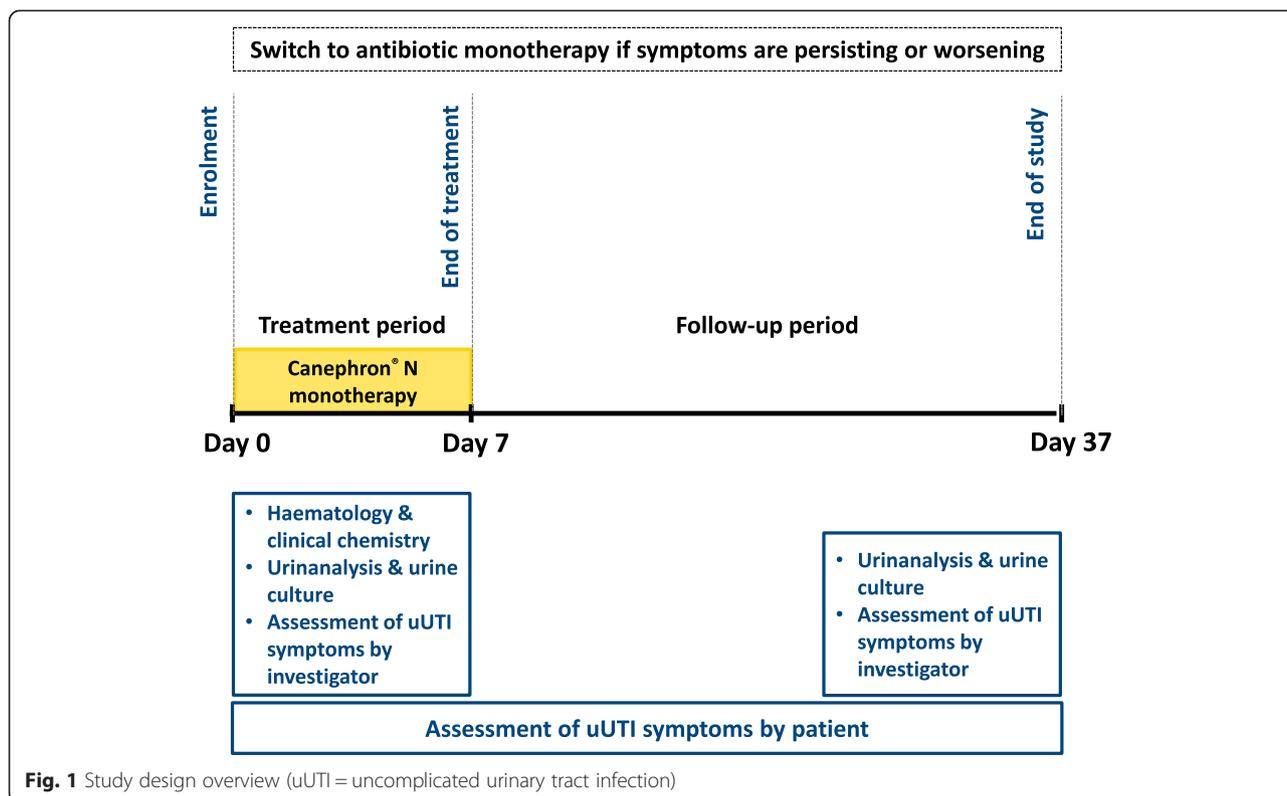 Switch to antibiotic monotherapy if symptoms are persisting or worsening
Enrolment
End of treatment
End of study
Treatment period
Follow-up period
Canephron® N
monotherapy
Day 0
Day 7
Day 37
• Haematology &
clinical chemistry
• Urinanalysis & urine
culture
• Assessment of uUTI
symptoms by
investigator
• Urinanalysis & urine
culture
• Assessment of uUTI
symptoms by
investigator
Assessment of uUTI symptoms by patient
Fig. 1 Study design overview (uUTI = uncomplicated urinary tract infection)